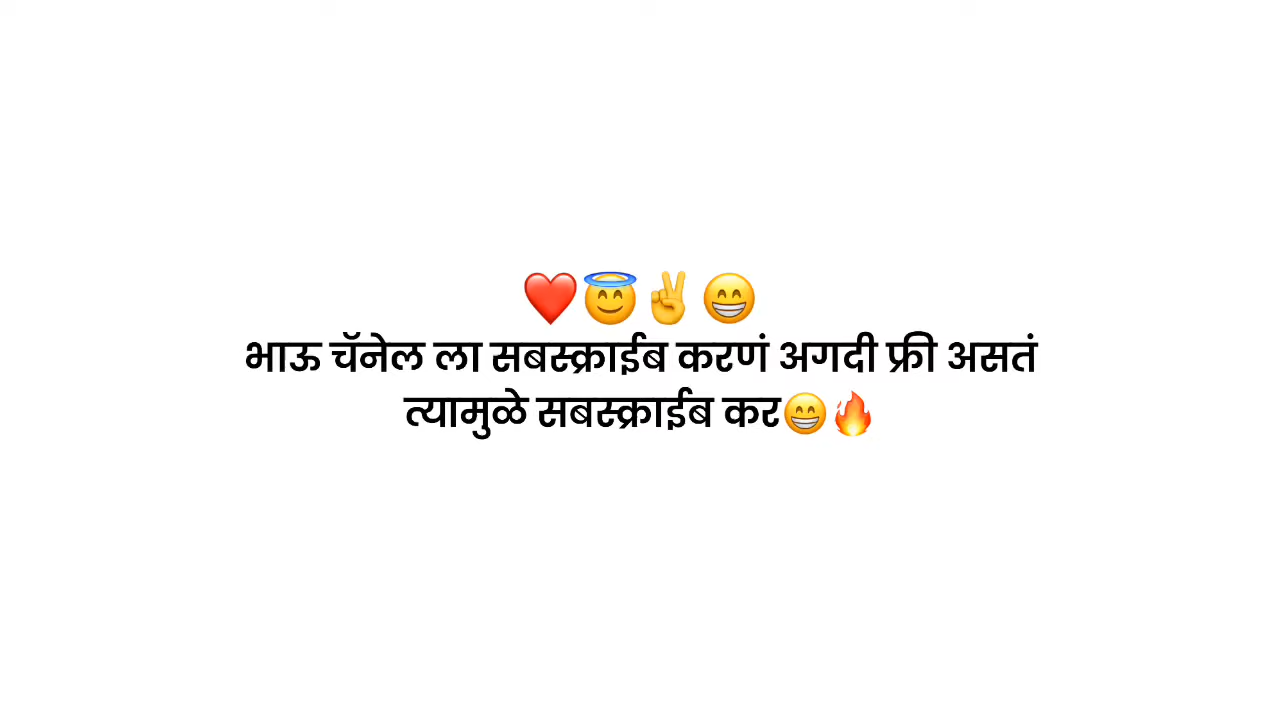 ❤️😇✌️😁
भाऊ चॅनेल ला सबस्क्राईब करणं अगदी फ्री असतं
त्यामुळे सबस्क्राईब कर😁🔥